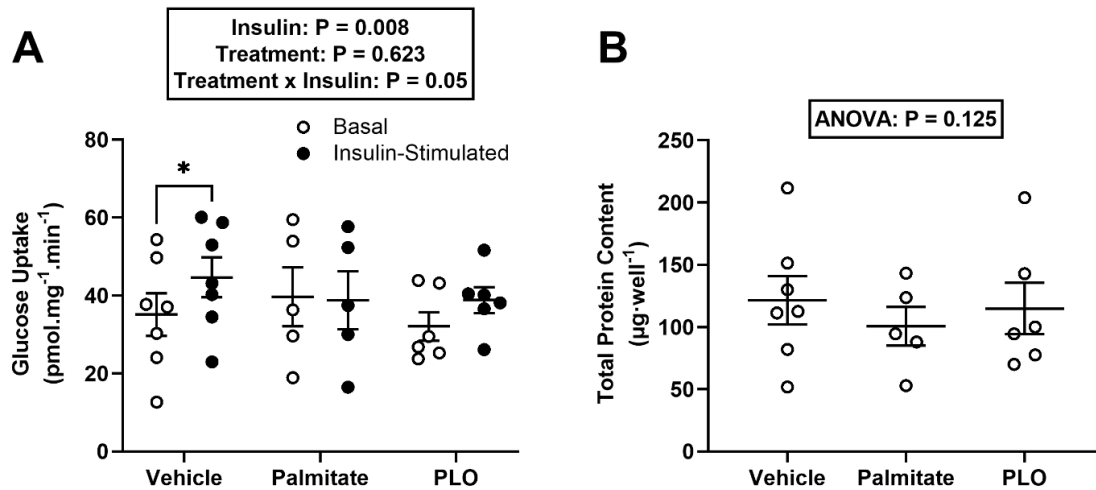 A
Insulin: P = 0.008
Treatment: P = 0.623
Treatment x Insulin: P = 0.05
Basal
Insulin-Stimulated
*
Glucose Uptake
(pmol.mg⁻¹.min⁻¹)
80
60
40
20
0
Vehicle
Palmitate
PLO
B
ANOVA: P = 0.125
Total Protein Content
(µg·well⁻¹)
250
200
150
100
50
0
Vehicle
Palmitate
PLO